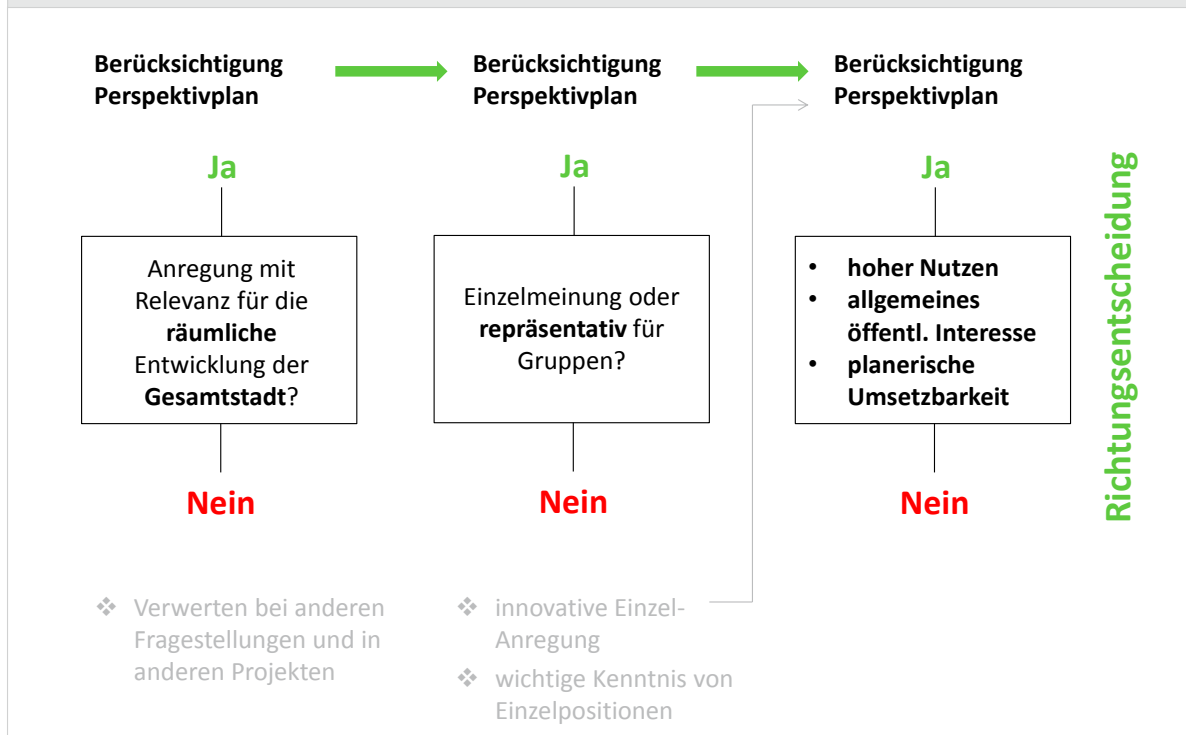 Berücksichtigung
Perspektivplan
Ja
Anregung mit
Relevanz für die
räumliche
Entwicklung der
Gesamtstadt?
Nein
❖ Verwerten bei anderen
Fragestellungen und in
anderen Projekten
Berücksichtigung
Perspektivplan
Ja
Einzelmeinung oder
repräsentativ für
Gruppen?
Nein
❖ innovative Einzel-
Anregung
❖ wichtige Kenntnis von
Einzelpositionen
Berücksichtigung
Perspektivplan
Ja
• hoher Nutzen
• allgemeines
öffentl. Interesse
• planerische
Umsetzbarkeit
Nein
Richtungsentscheidung